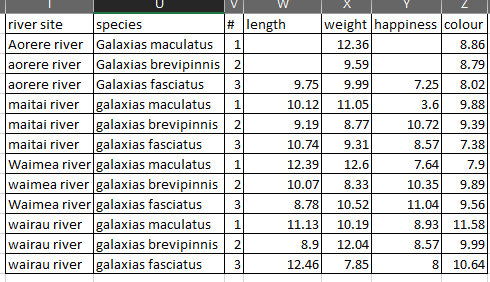 T U V W X Y Z
river site species # length weight happiness colour
Aorere river Galaxias maculatus 1 12.36 8.86
aorere river Galaxias brevipinnis 2 9.59 8.79
aorere river Galaxias fasciatus 3 9.75 9.99 7.25 8.02
maitai river galaxias maculatus 1 10.12 11.05 3.6 9.88
maitai river galaxias brevipinnis 2 9.19 8.77 10.72 9.39
maitai river galaxias fasciatus 3 10.74 9.31 8.57 7.38
Waimea river galaxias maculatus 1 12.39 12.6 7.64 7.9
waimea river galaxias brevipinnis 2 10.07 8.33 10.35 9.89
Waimea river galaxias fasciatus 3 8.78 10.52 11.04 9.56
wairau river galaxias maculatus 1 11.13 10.19 8.93 11.58
wairau river galaxias brevipinnis 2 8.9 12.04 8.57 9.99
wairau river galaxias fasciatus 3 12.46 7.85 8 10.64